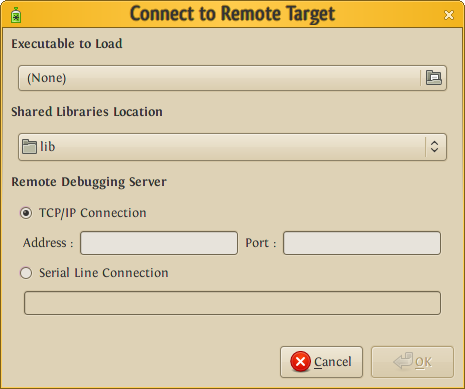 Connect to Remote Target
Executable to Load
(None)
Shared Libraries Location
lib
Remote Debugging Server
TCP/IP Connection
Address : Port :
Serial Line Connection
Cancel OK